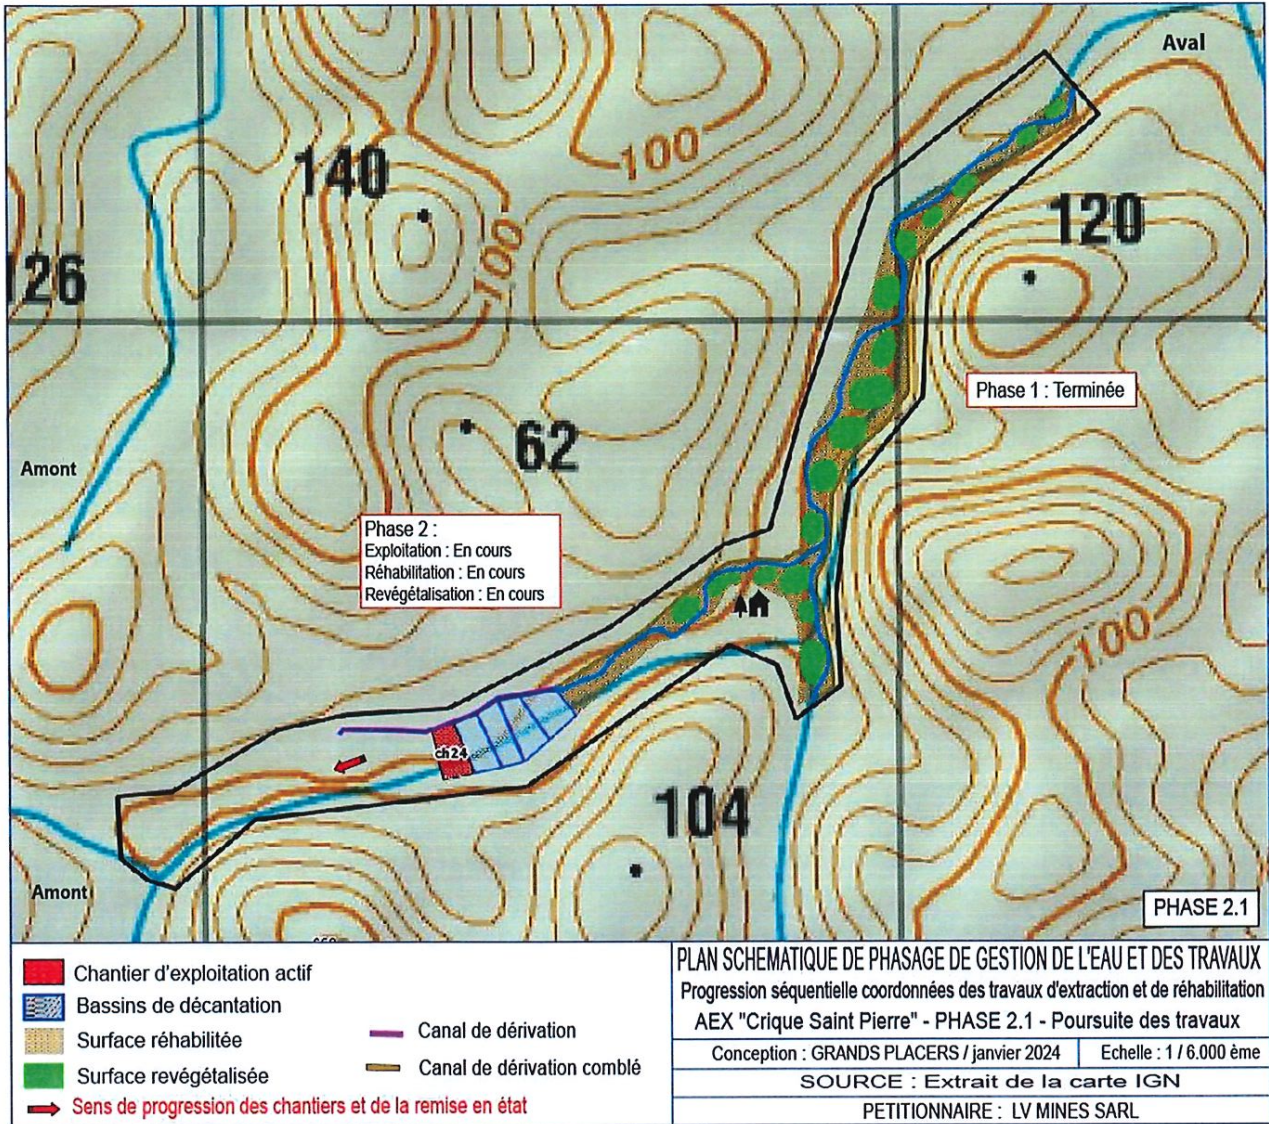 Aval
140
100
120
126
100
Phase 1 : Terminée
62
Amont
Phase 2 :
Exploitation : En cours
Réhabilitation : En cours
Revégétalisation : En cours
100
ch24
104
Amont
PHASE 2.1
Chantier d'exploitation actif
Bassins de décantation
Surface réhabilitée
Surface revégétalisée
Canal de dérivation
Canal de dérivation comblé
Sens de progression des chantiers et de la remise en état
PLAN SCHEMATIQUE DE PHASAGE DE GESTION DE L'EAU ET DES TRAVAUX
Progression séquentielle coordonnées des travaux d'extraction et de réhabilitation
AEX "Crique Saint Pierre" - PHASE 2.1 - Poursuite des travaux
Conception : GRANDS PLACERS / janvier 2024
Echelle : 1 / 6.000 ème
SOURCE : Extrait de la carte IGN
PETITIONNAIRE : LV MINES SARL